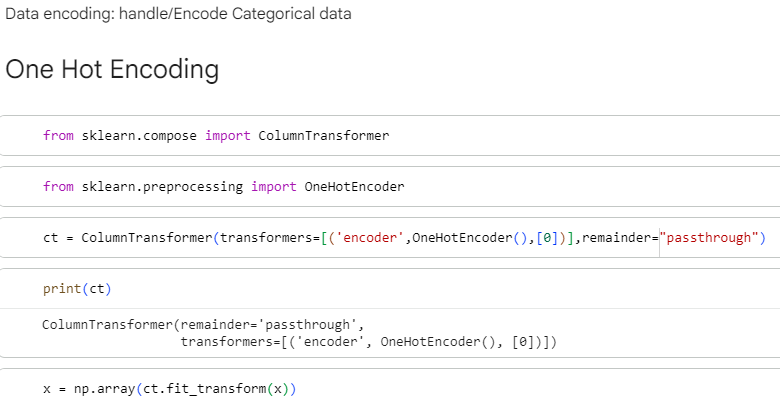 Data encoding: handle/Encode Categorical data
One Hot Encoding
from sklearn.compose import ColumnTransformer
from sklearn.preprocessing import OneHotEncoder
ct = ColumnTransformer(transformers=[('encoder',OneHotEncoder(),[0])],remainder="passthrough")
print(ct)
ColumnTransformer(remainder='passthrough',
                  transformers=[('encoder', OneHotEncoder(), [0])])
x = np.array(ct.fit_transform(x))